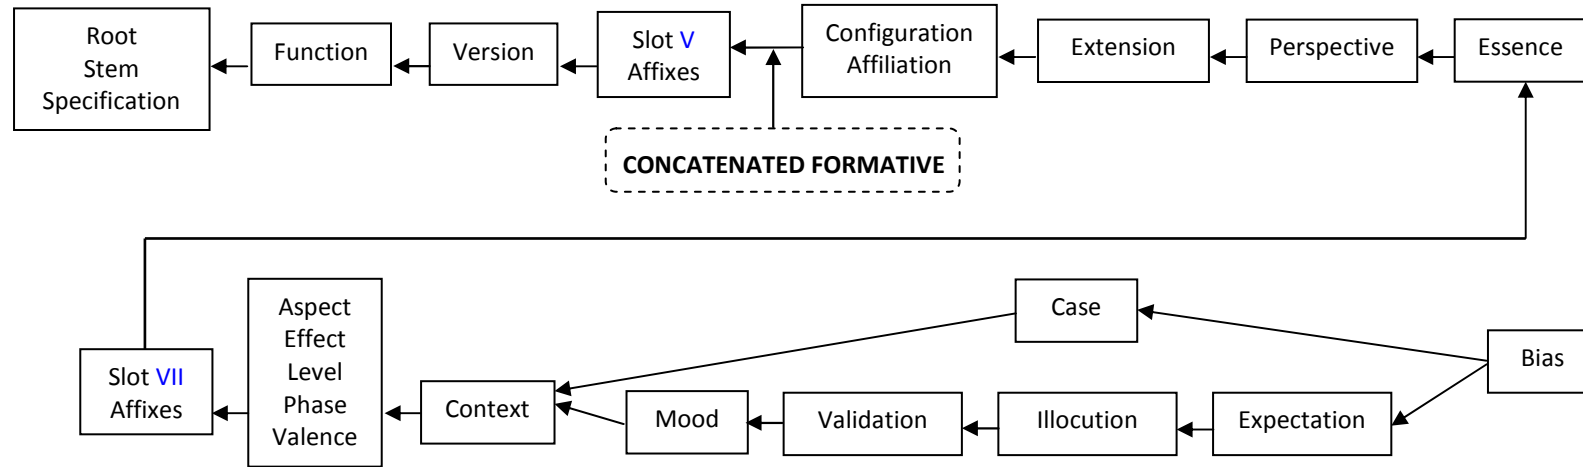 Root
Stem
Specification
Function
Version
Slot V
Affixes
Configuration
Affiliation
Extension
Perspective
Essence
CONCATENATED FORMATIVE
Slot VII
Affixes
Aspect
Effect
Level
Phase
Valence
Context
Case
Mood
Validation
Illocution
Expectation
Bias